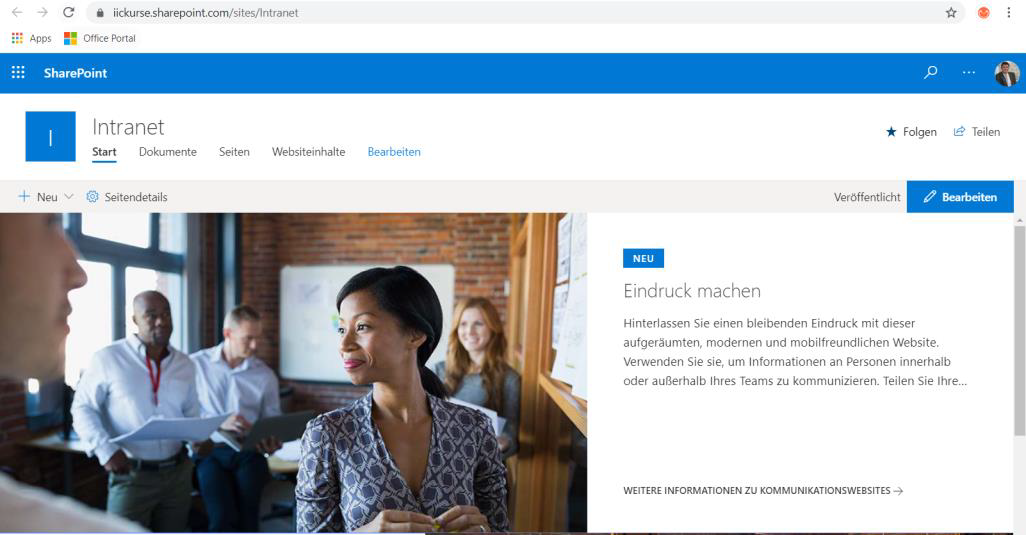 iickurse.sharepoint.com/sites/Intranet
Apps Office Portal
SharePoint
I
Intranet
Folgen Teilen
Start Dokumente Seiten Websiteinhalte Bearbeiten
Neu Seitendetails Veröffentlicht Bearbeiten
NEU
Eindruck machen
Hinterlassen Sie einen bleibenden Eindruck mit dieser
aufgeräumten, modernen und mobilfreundlichen Website.
Verwenden Sie sie, um Informationen an Personen innerhalb
oder außerhalb Ihres Teams zu kommunizieren. Teilen Sie Ihre...
WEITERE INFORMATIONEN ZU KOMMUNIKATIONSWEBSITES →